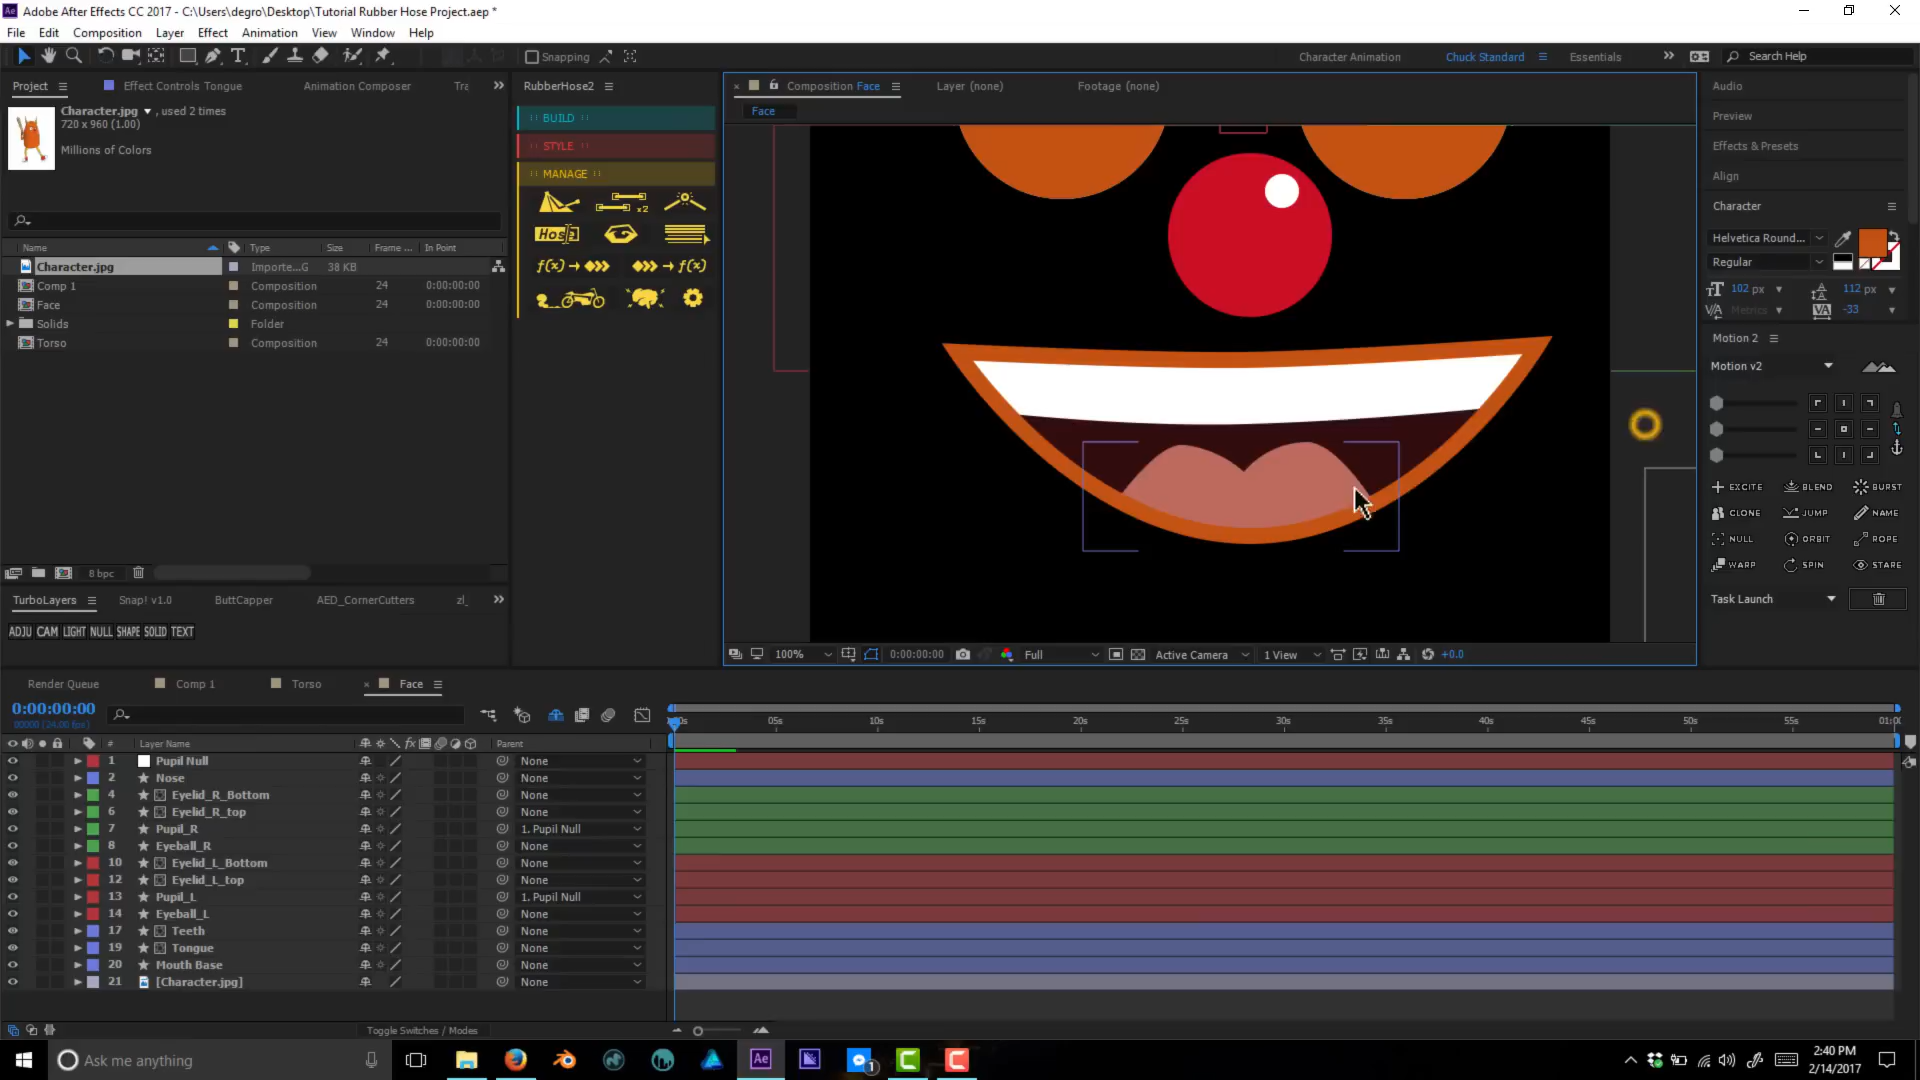 Adobe After Effects CC 2017 - C:\Users\degro\Desktop\Tutorial Rubber Hose Project.aep *
File Edit Composition Layer Effect Animation View Window Help
Snapping
Character Animation Chuck Standard Essentials Search Help
Project Effect Controls Tongue Animation Composer Tra
RubberHose2
Composition Face Layer (none) Footage (none)
Face
Character.jpg , used 2 times
720 x 960 (1.00)
Millions of Colors
Name Type Size Frame ... In Point
Character.jpg Importe...G 38 KB
Comp 1 Composition 24 0:00:00:00
Face Composition 24 0:00:00:00
Solids Folder
Torso Composition 24 0:00:00:00
8 bpc
:: BUILD ::
:: STYLE ::
:: MANAGE ::
x2
Hose
f(x)
f(x)
TurboLayers Snap! v1.0 ButtCapper AED_CornerCutters zl_
ADJU CAM LIGHT NULL SHAPE SOLID TEXT
100% 0:00:00:00 Full Active Camera 1 View +0.0
Audio
Preview
Effects & Presets
Align
Character
Helvetica Round...
Regular
102 px 112 px
Metrics -33
Motion 2
Motion v2
EXCITE BLEND BURST
CLONE JUMP NAME
NULL ORBIT ROPE
WARP SPIN STARE
Task Launch
Render Queue Comp 1 Torso Face
0:00:00:00
00000 (24.00 fps)
05s 10s 15s 20s 25s 30s 35s 40s 45s 50s 55s
# Layer Name Parent
1 Pupil Null None
2 Nose None
4 Eyelid_R_Bottom None
6 Eyelid_R_top None
7 Pupil_R 1. Pupil Null
8 Eyeball_R None
10 Eyelid_L_Bottom None
12 Eyelid_L_top None
13 Pupil_L 1. Pupil Null
14 Eyeball_L None
17 Teeth None
19 Tongue None
20 Mouth Base None
21 [Character.jpg] None
Toggle Switches / Modes
Ask me anything
Ae
1
2:40 PM
2/14/2017